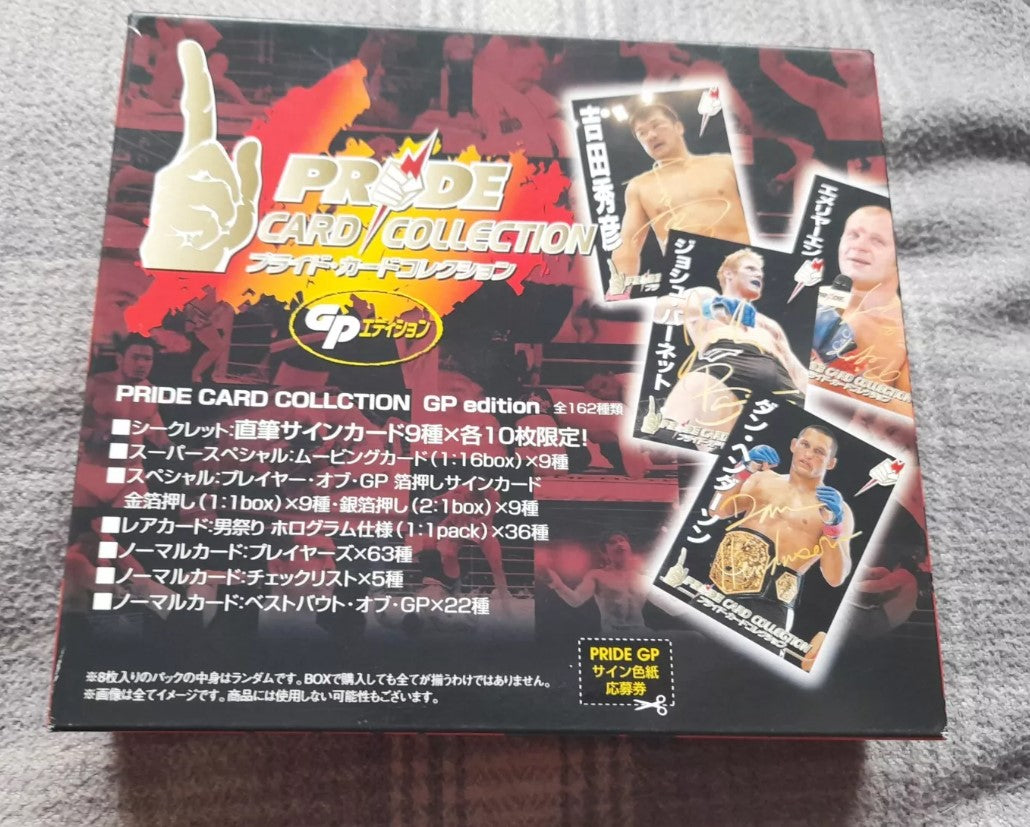 PRIDE
CARD COLLECTION
プライド・カードコレクション
GPエディション
PRIDE CARD COLLCTION GP edition 全162種類
■シークレット:直筆サインカード9種×各10枚限定!
■スーパースペシャル:ムービングカード(1:16box)×9種
■スペシャル:プレイヤー・オブ・GP 箔押しサインカード
金箔押し(1:1box)×9種・銀箔押し(2:1box)×9種
■レアカード:男祭り ホログラム仕様(1:1pack)×36種
■ノーマルカード:プレイヤーズ×63種
■ノーマルカード:チェックリスト×5種
■ノーマルカード:ベストバウト・オブ・GP×22種
※8枚入りのパックの中身はランダムです。BOXで購入しても全てが揃うわけではありません。
※画像は全てイメージです。商品には使用しない可能性もございます。
吉田秀彦
ジョシュ・バーネット
ダン・ヘンダーソン
PRIDE CARD COLLECTION
プライド・カードコレクション
PRIDE GP
サイン色紙
応募券